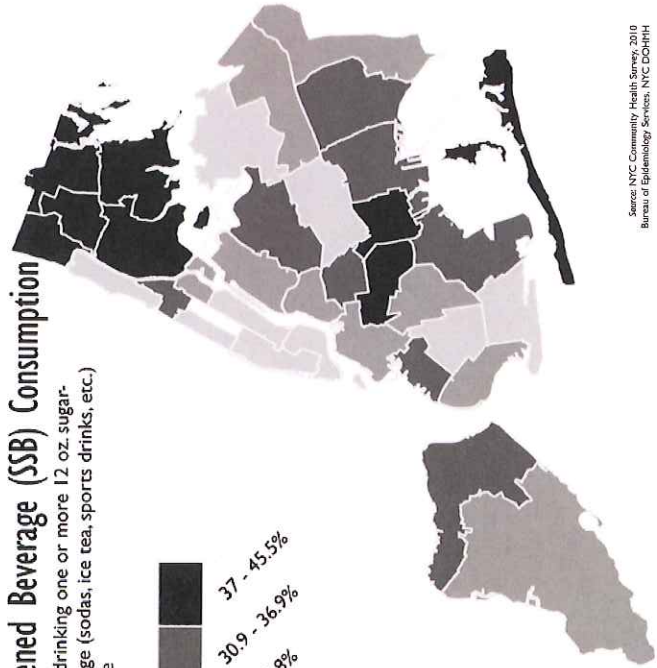 ened Beverage (SSB) Consumption
drinking one or more 12 oz. sugar-
ge (sodas, ice tea, sports drinks, etc.)
e
37 - 45.5%
30.9 - 36.9%
8%
Source: NYC Community Health Survey, 2010
Bureau of Epidemiology Services, NYC DOHMH